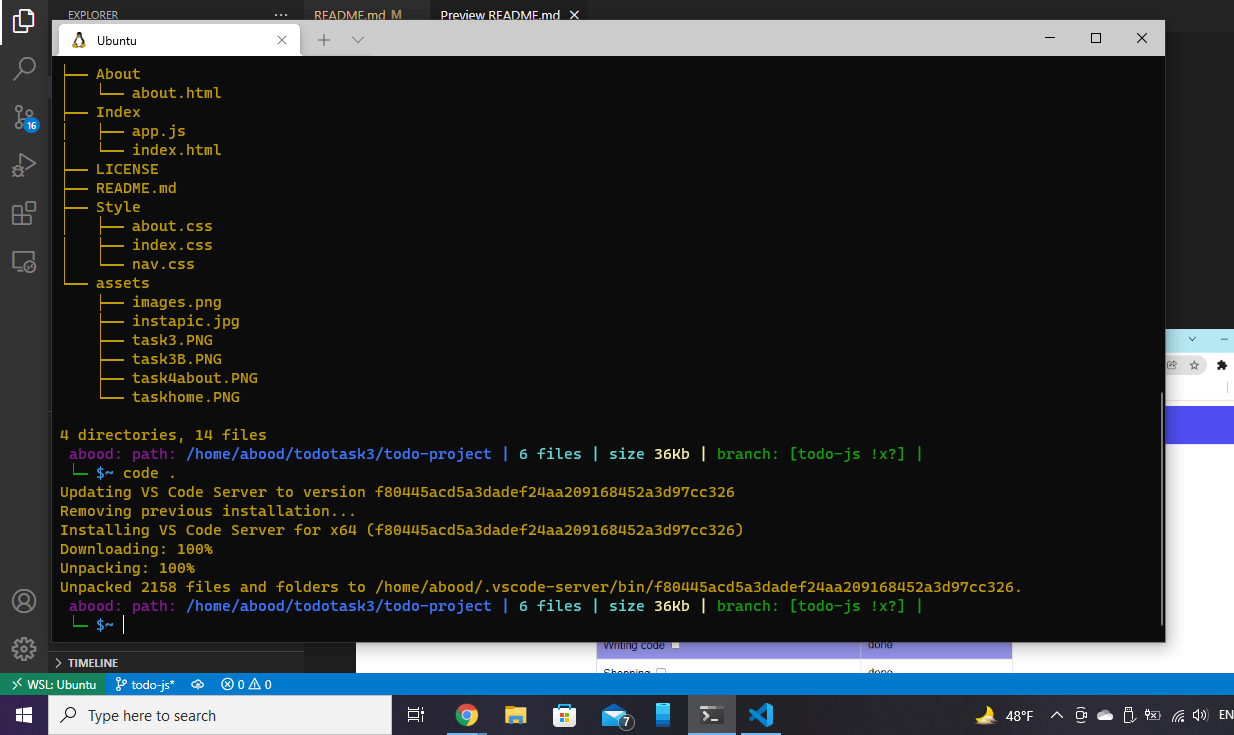 EXPLORER ... README.md M Preview README.md
Ubuntu
├── About
│   └── about.html
├── Index
│   ├── app.js
│   └── index.html
├── LICENSE
├── README.md
├── Style
│   ├── about.css
│   ├── index.css
│   └── nav.css
└── assets
    ├── images.png
    ├── instapic.jpg
    ├── task3.PNG
    ├── task3B.PNG
    ├── task4about.PNG
    └── taskhome.PNG
4 directories, 14 files
abood: path: /home/abood/todotask3/todo-project | 6 files | size 36Kb | branch: [todo-js !x?] |
└─ $~ code .
Updating VS Code Server to version f80445acd5a3dadef24aa209168452a3d97cc326
Removing previous installation...
Installing VS Code Server for x64 (f80445acd5a3dadef24aa209168452a3d97cc326)
Downloading: 100%
Unpacking: 100%
Unpacked 2158 files and folders to /home/abood/.vscode-server/bin/f80445acd5a3dadef24aa209168452a3d97cc326.
abood: path: /home/abood/todotask3/todo-project | 6 files | size 36Kb | branch: [todo-js !x?] |
└─ $~
16
Writing code done
Shopping done
TIMELINE
WSL: Ubuntu todo-js* 0 0
Type here to search 7 48°F EN